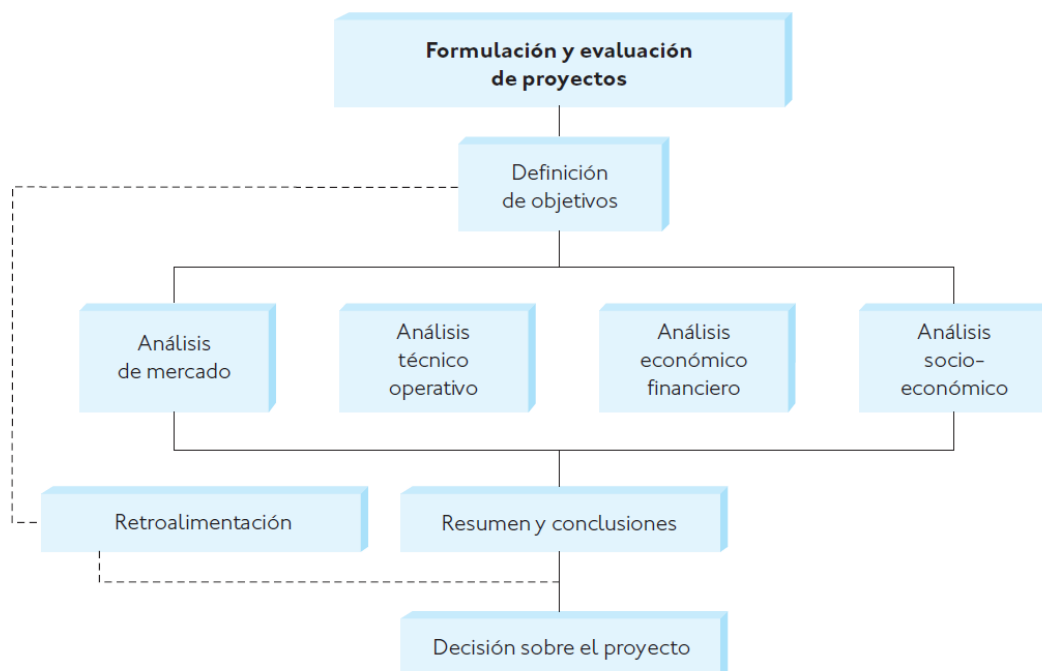 Formulación y evaluación
de proyectos
Definición
de objetivos
Análisis
de mercado
Análisis
técnico
operativo
Análisis
económico
financiero
Análisis
socio-
económico
Retroalimentación
Resumen y conclusiones
Decisión sobre el proyecto